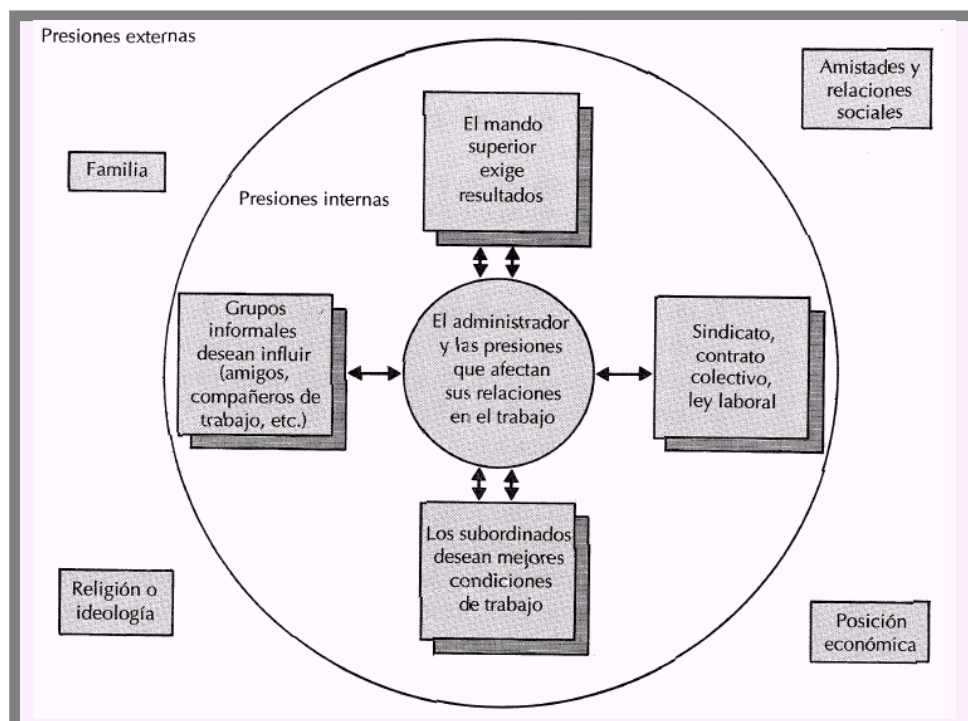 Presiones externas
Amistades y
relaciones
sociales
Familia
El mando
superior
exige
resultados
Presiones internas
Grupos
informales
desean influir
(amigos,
compañeros de
trabajo, etc.)
El administrador
y las presiones
que afectan
sus relaciones
en el trabajo
Sindicato,
contrato
colectivo,
ley laboral
Los subordinados
desean mejores
condiciones
de trabajo
Religión o
ideología
Posición
económica